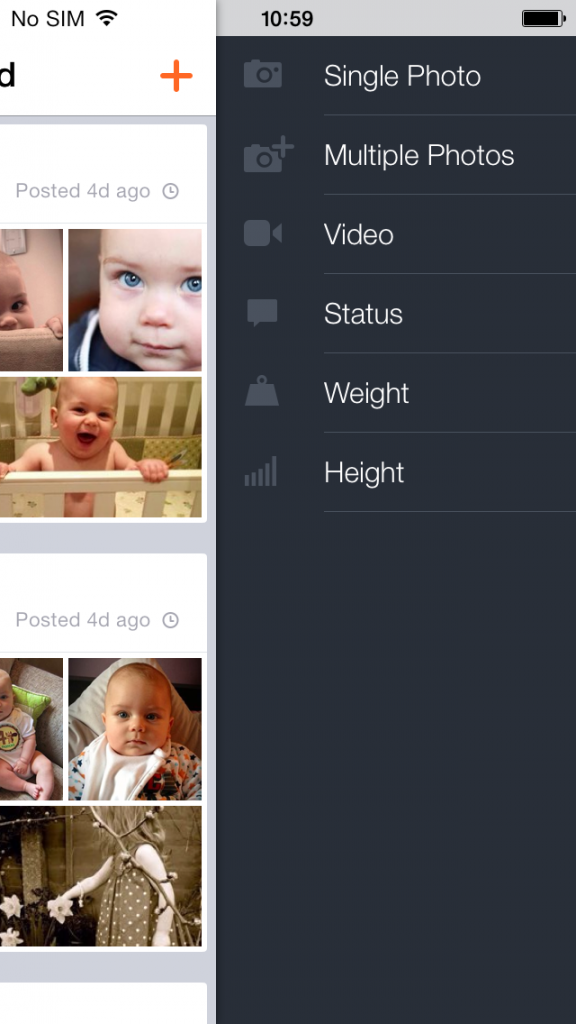 No SIM 10:59
d
Single Photo
Multiple Photos
Posted 4d ago
Video
Status
Weight
Height
Posted 4d ago